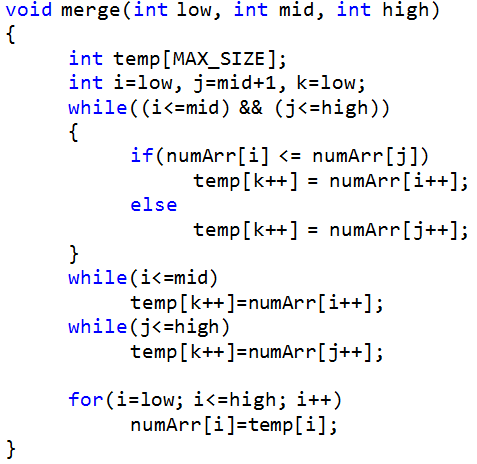 void merge(int low, int mid, int high)
{
int temp[MAX_SIZE];
int i=low, j=mid+1, k=low;
while((i<=mid) && (j<=high))
{
if(numArr[i] <= numArr[j])
temp[k++] = numArr[i++];
else
temp[k++] = numArr[j++];
}
while(i<=mid)
temp[k++]=numArr[i++];
while(j<=high)
temp[k++]=numArr[j++];
for(i=low; i<=high; i++)
numArr[i]=temp[i];
}